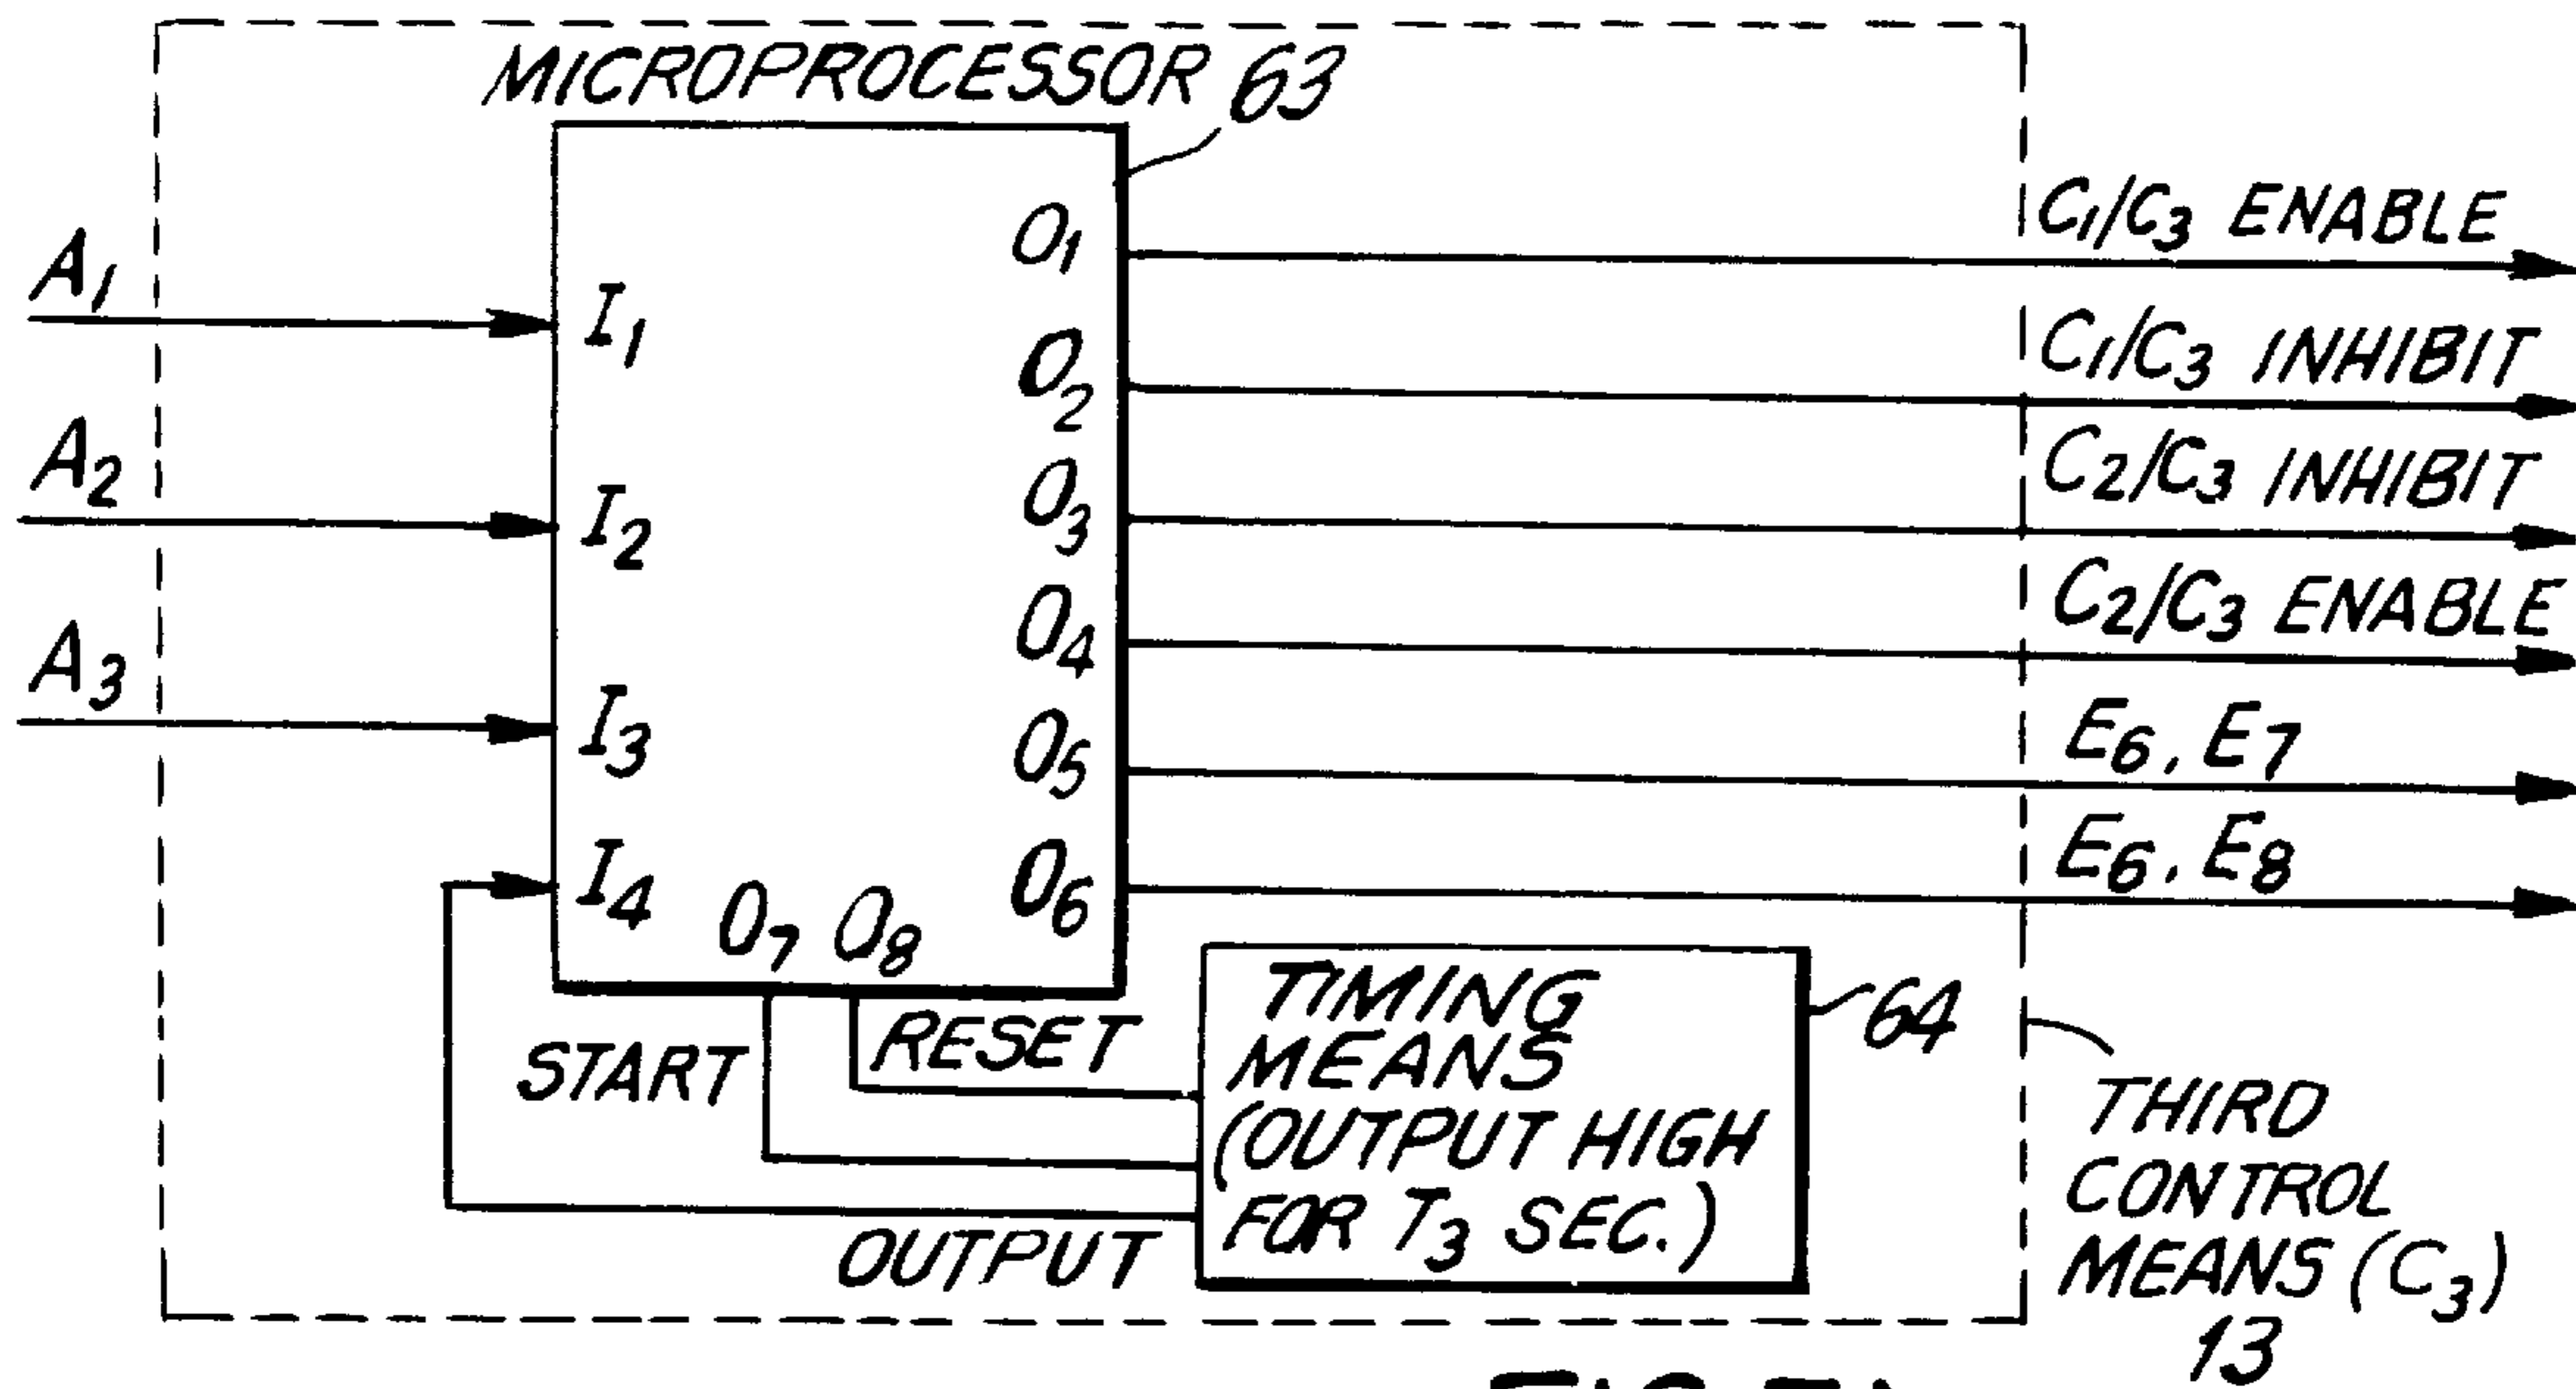 MICROPROCESSOR 63
A1
A2
A3
I1
I2
I3
I4
O1
O2
O3
O4
O5
O6
O7 O8
C1/C3 ENABLE
C1/C3 INHIBIT
C2/C3 INHIBIT
C2/C3 ENABLE
E6, E7
E6, E8
START
RESET
OUTPUT
TIMING
MEANS
(OUTPUT HIGH
FOR T3 SEC.)
64
THIRD
CONTROL
MEANS (C3)
13